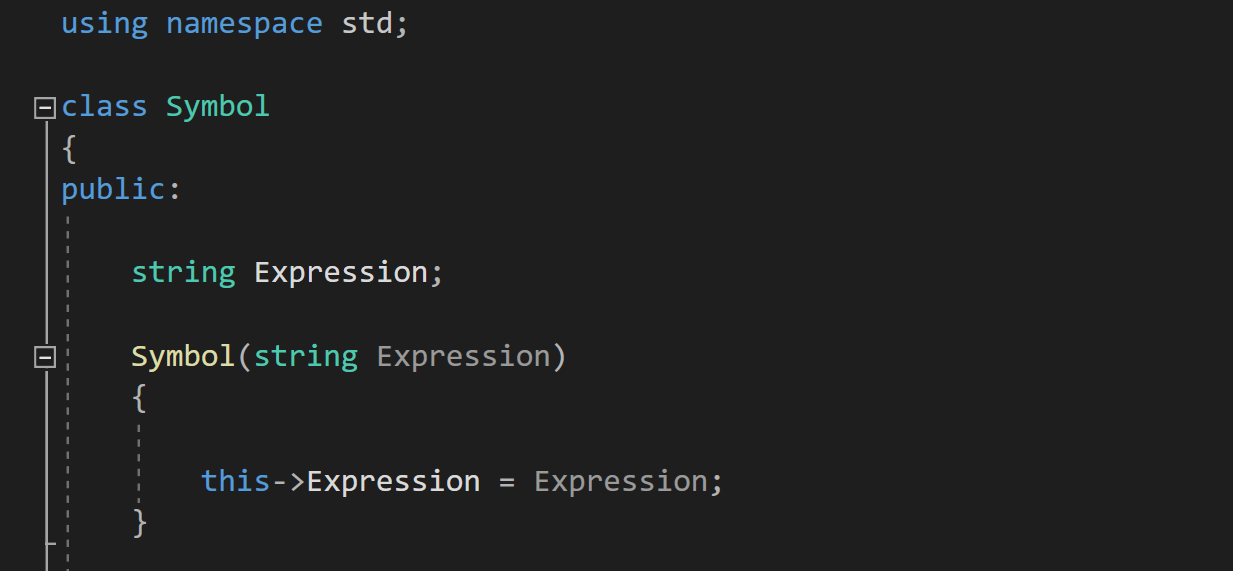 using namespace std;
class Symbol
{
public:
string Expression;
Symbol(string Expression)
{
this->Expression = Expression;
}